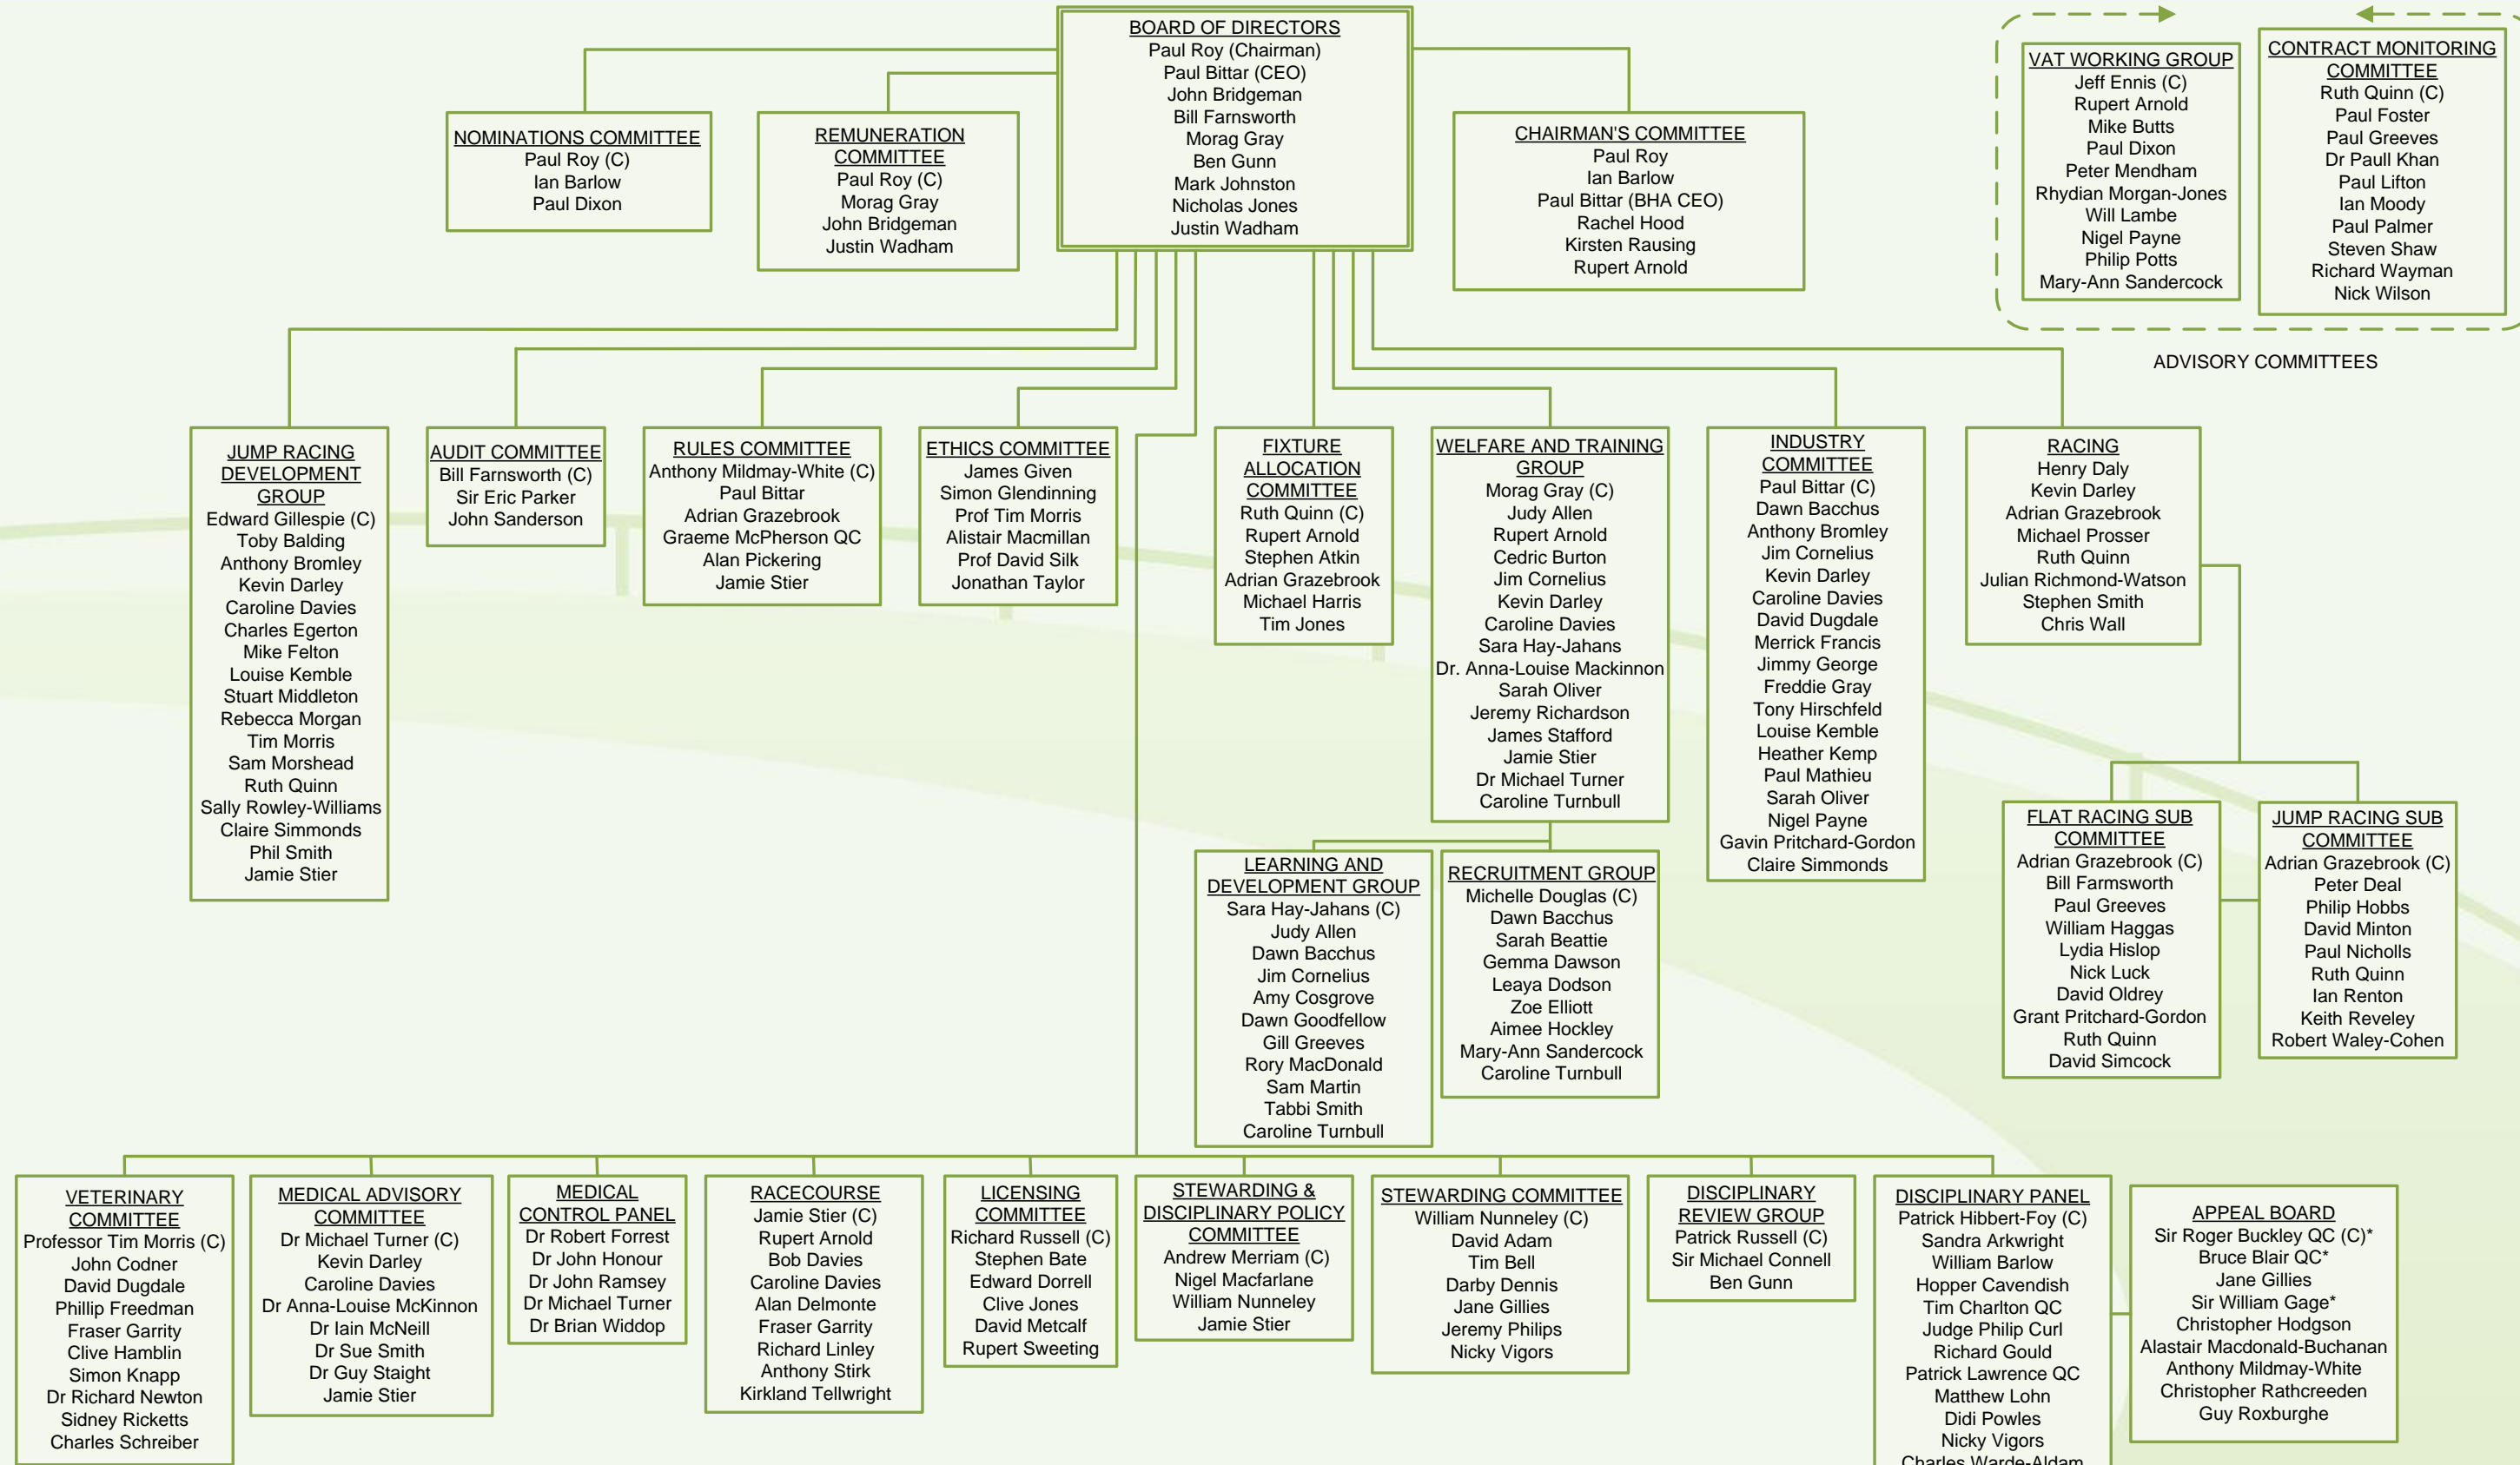 BOARD OF DIRECTORS
Paul Roy (Chairman)
Paul Bittar (CEO)
John Bridgeman
Bill Farnsworth
Morag Gray
Ben Gunn
Mark Johnston
Nicholas Jones
Justin Wadham
NOMINATIONS COMMITTEE
Paul Roy (C)
Ian Barlow
Paul Dixon
REMUNERATION
COMMITTEE
Paul Roy (C)
Morag Gray
John Bridgeman
Justin Wadham
CHAIRMAN'S COMMITTEE
Paul Roy
Ian Barlow
Paul Bittar (BHA CEO)
Rachel Hood
Kirsten Rausing
Rupert Arnold
VAT WORKING GROUP
Jeff Ennis (C)
Rupert Arnold
Mike Butts
Paul Dixon
Peter Mendham
Rhydian Morgan-Jones
Will Lambe
Nigel Payne
Philip Potts
Mary-Ann Sandercock
CONTRACT MONITORING
COMMITTEE
Ruth Quinn (C)
Paul Foster
Paul Greeves
Dr Paull Khan
Paul Lifton
Ian Moody
Paul Palmer
Steven Shaw
Richard Wayman
Nick Wilson
ADVISORY COMMITTEES
JUMP RACING
DEVELOPMENT
GROUP
Edward Gillespie (C)
Toby Balding
Anthony Bromley
Kevin Darley
Caroline Davies
Charles Egerton
Mike Felton
Louise Kemble
Stuart Middleton
Rebecca Morgan
Tim Morris
Sam Morshead
Ruth Quinn
Sally Rowley-Williams
Claire Simmonds
Phil Smith
Jamie Stier
AUDIT COMMITTEE
Bill Farnsworth (C)
Sir Eric Parker
John Sanderson
RULES COMMITTEE
Anthony Mildmay-White (C)
Paul Bittar
Adrian Grazebrook
Graeme McPherson QC
Alan Pickering
Jamie Stier
ETHICS COMMITTEE
James Given
Simon Glendinning
Prof Tim Morris
Alistair Macmillan
Prof David Silk
Jonathan Taylor
FIXTURE
ALLOCATION
COMMITTEE
Ruth Quinn (C)
Rupert Arnold
Stephen Atkin
Adrian Grazebrook
Michael Harris
Tim Jones
WELFARE AND TRAINING
GROUP
Morag Gray (C)
Judy Allen
Rupert Arnold
Cedric Burton
Jim Cornelius
Kevin Darley
Caroline Davies
Sara Hay-Jahans
Dr. Anna-Louise Mackinnon
Sarah Oliver
Jeremy Richardson
James Stafford
Jamie Stier
Dr Michael Turner
Caroline Turnbull
INDUSTRY
COMMITTEE
Paul Bittar (C)
Dawn Bacchus
Anthony Bromley
Jim Cornelius
Kevin Darley
Caroline Davies
David Dugdale
Merrick Francis
Jimmy George
Freddie Gray
Tony Hirschfeld
Louise Kemble
Heather Kemp
Paul Mathieu
Sarah Oliver
Nigel Payne
Gavin Pritchard-Gordon
Claire Simmonds
RACING
Henry Daly
Kevin Darley
Adrian Grazebrook
Michael Prosser
Ruth Quinn
Julian Richmond-Watson
Stephen Smith
Chris Wall
LEARNING AND
DEVELOPMENT GROUP
Sara Hay-Jahans (C)
Judy Allen
Dawn Bacchus
Jim Cornelius
Amy Cosgrove
Dawn Goodfellow
Gill Greeves
Rory MacDonald
Sam Martin
Tabbi Smith
Caroline Turnbull
RECRUITMENT GROUP
Michelle Douglas (C)
Dawn Bacchus
Sarah Beattie
Gemma Dawson
Leaya Dodson
Zoe Elliott
Aimee Hockley
Mary-Ann Sandercock
Caroline Turnbull
FLAT RACING SUB
COMMITTEE
Adrian Grazebrook (C)
Bill Farmsworth
Paul Greeves
William Haggas
Lydia Hislop
Nick Luck
David Oldrey
Grant Pritchard-Gordon
Ruth Quinn
David Simcock
JUMP RACING SUB
COMMITTEE
Adrian Grazebrook (C)
Peter Deal
Philip Hobbs
David Minton
Paul Nicholls
Ruth Quinn
Ian Renton
Keith Reveley
Robert Waley-Cohen
VETERINARY
COMMITTEE
Professor Tim Morris (C)
John Codner
David Dugdale
Phillip Freedman
Fraser Garrity
Clive Hamblin
Simon Knapp
Dr Richard Newton
Sidney Ricketts
Charles Schreiber
MEDICAL ADVISORY
COMMITTEE
Dr Michael Turner (C)
Kevin Darley
Caroline Davies
Dr Anna-Louise McKinnon
Dr Iain McNeill
Dr Sue Smith
Dr Guy Staight
Jamie Stier
MEDICAL
CONTROL PANEL
Dr Robert Forrest
Dr John Honour
Dr John Ramsey
Dr Michael Turner
Dr Brian Widdop
RACECOURSE
Jamie Stier (C)
Rupert Arnold
Bob Davies
Caroline Davies
Alan Delmonte
Fraser Garrity
Richard Linley
Anthony Stirk
Kirkland Tellwright
LICENSING
COMMITTEE
Richard Russell (C)
Stephen Bate
Edward Dorrell
Clive Jones
David Metcalf
Rupert Sweeting
STEWARDING &
DISCIPLINARY POLICY
COMMITTEE
Andrew Merriam (C)
Nigel Macfarlane
William Nunneley
Jamie Stier
STEWARDING COMMITTEE
William Nunneley (C)
David Adam
Tim Bell
Darby Dennis
Jane Gillies
Jeremy Philips
Nicky Vigors
DISCIPLINARY
REVIEW GROUP
Patrick Russell (C)
Sir Michael Connell
Ben Gunn
DISCIPLINARY PANEL
Patrick Hibbert-Foy (C)
Sandra Arkwright
William Barlow
Hopper Cavendish
Tim Charlton QC
Judge Philip Curl
Richard Gould
Patrick Lawrence QC
Matthew Lohn
Didi Powles
Nicky Vigors
Charles Warde-Aldam
APPEAL BOARD
Sir Roger Buckley QC (C)*
Bruce Blair QC*
Jane Gillies
Sir William Gage*
Christopher Hodgson
Alastair Macdonald-Buchanan
Anthony Mildmay-White
Christopher Rathcreeden
Guy Roxburghe